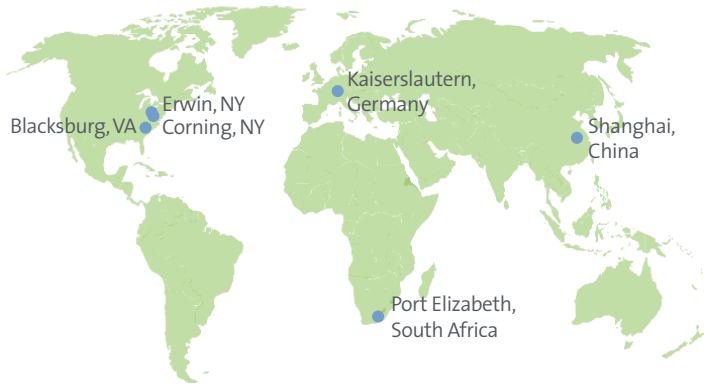 Kaiserslautern,
Germany
Erwin, NY
Corning, NY
Blacksburg, VA
Shanghai,
China
Port Elizabeth,
South Africa